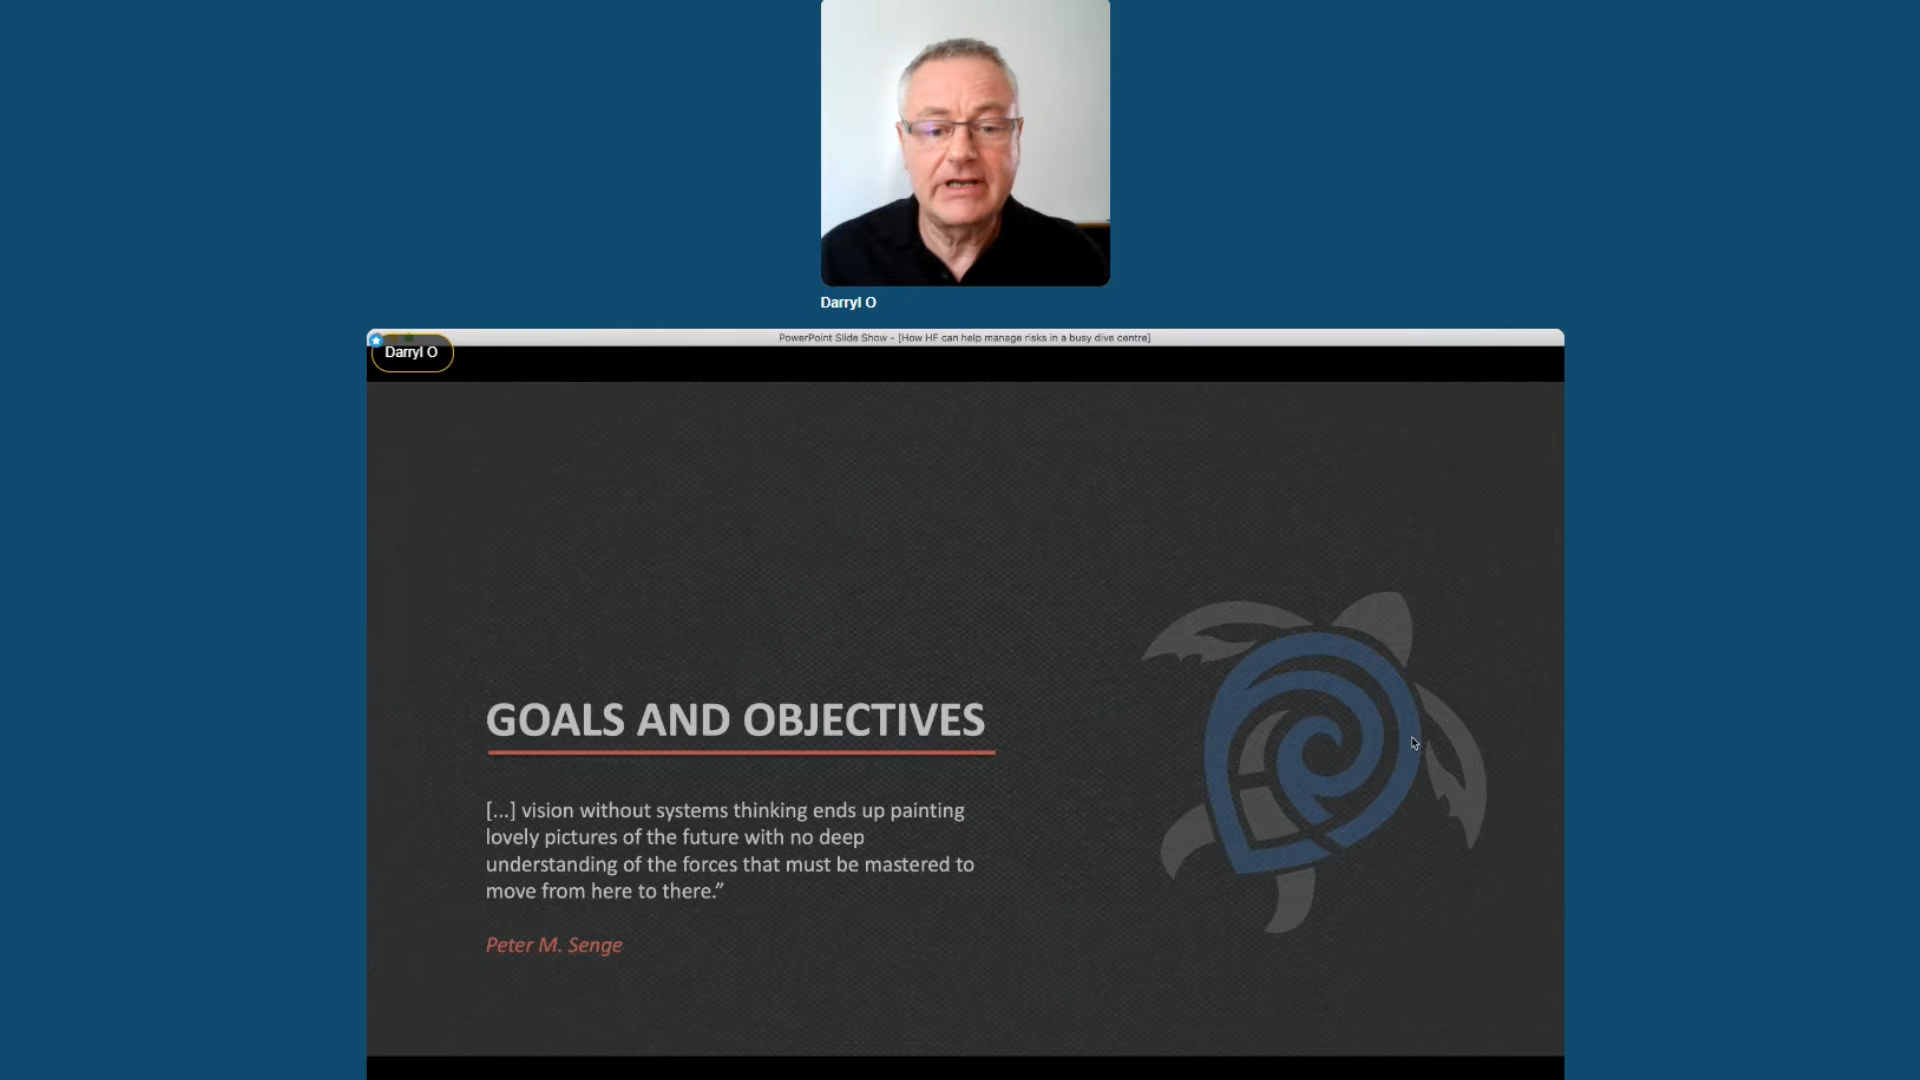 Darryl O
PowerPoint Slide Show - [How HF can help manage risks in a busy dive centre]
Darryl O
GOALS AND OBJECTIVES
[...] vision without systems thinking ends up painting
lovely pictures of the future with no deep
understanding of the forces that must be mastered to
move from here to there.”
Peter M. Senge